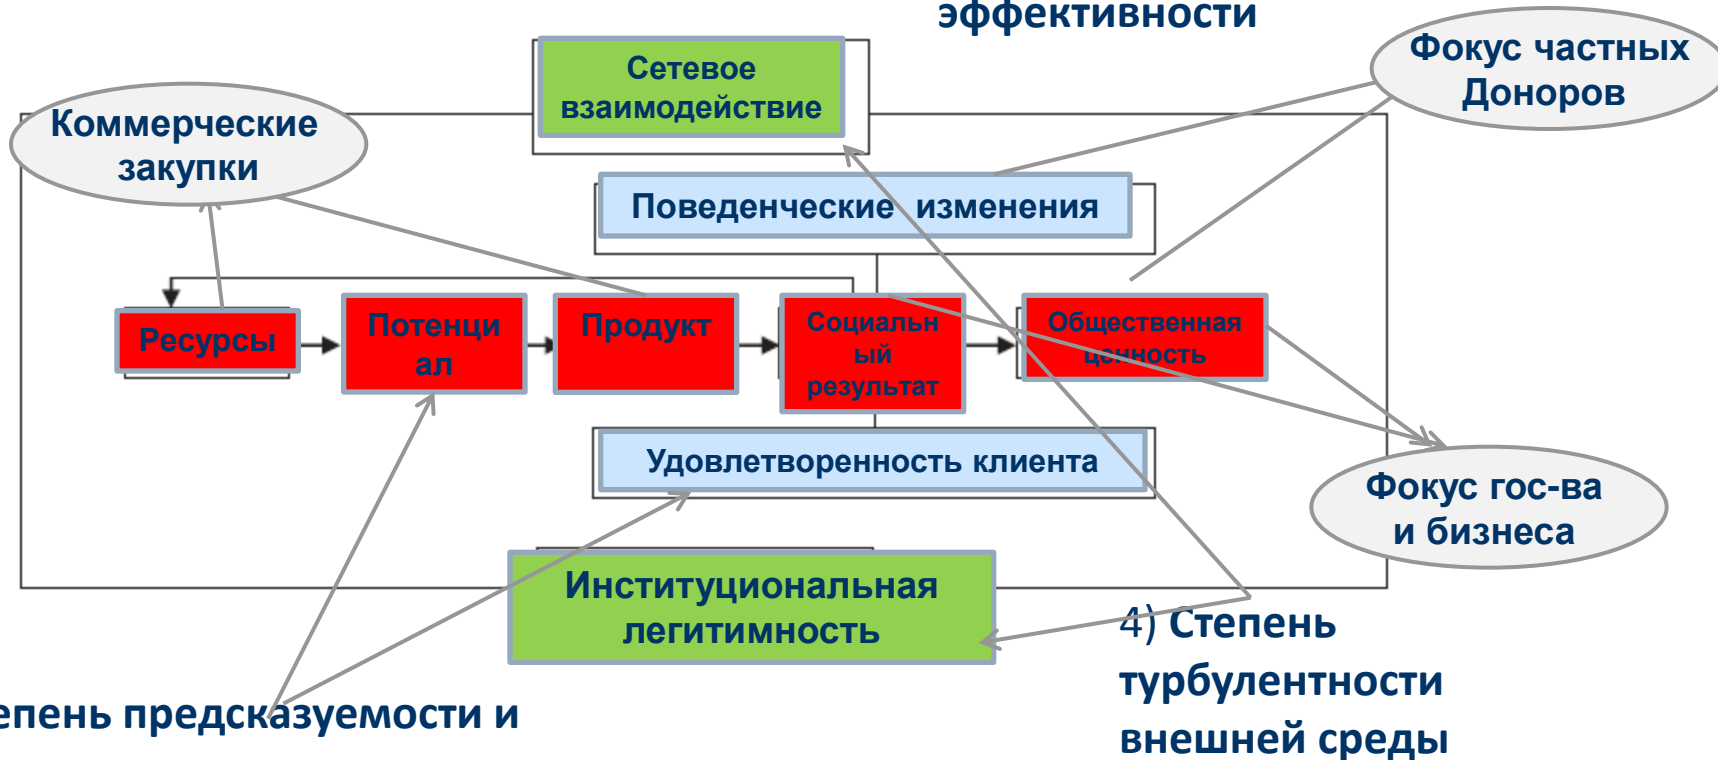 эффективности
Фокус частных
Доноров
Сетевое
взаимодействие
Коммерческие
закупки
Поведенческие изменения
Ресурсы
Потенци
ал
Продукт
Социальн
ый
результат
Общественная
ценность
Удовлетворенность клиента
Фокус гос-ва
и бизнеса
Институциональная
легитимность
4) Степень
турбулентности
внешней среды
епень предсказуемости и